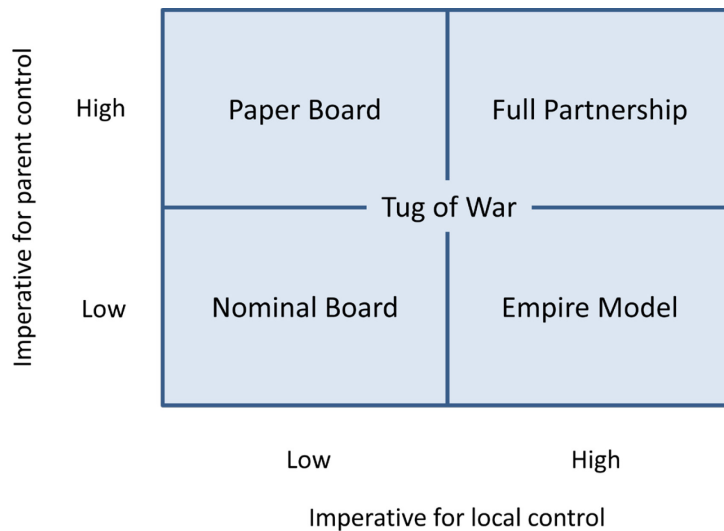 Imperative for parent control
High
Paper Board
Full Partnership
Tug of War
Low
Nominal Board
Empire Model
Low
High
Imperative for local control